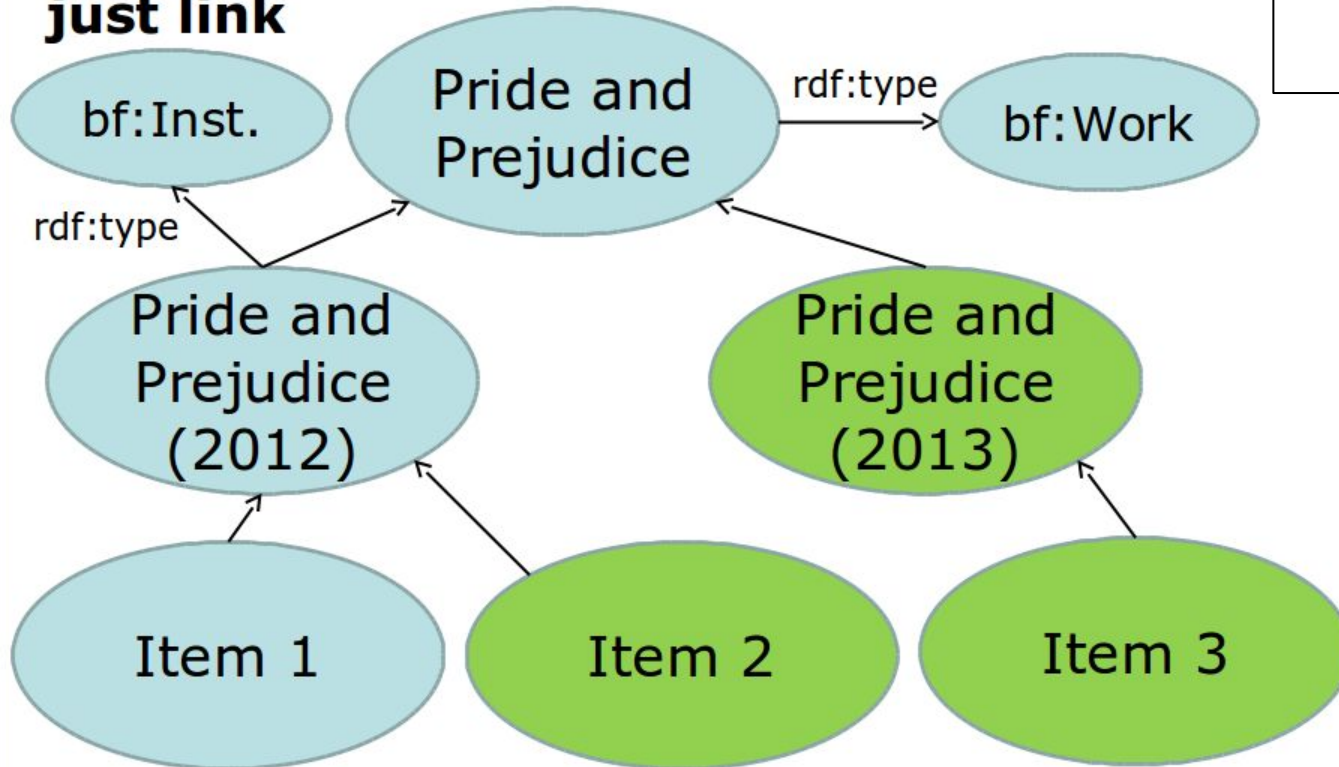 just link
bf:Inst.
Pride and
Prejudice
rdf:type
bf:Work
rdf:type
Pride and
Prejudice
(2012)
Pride and
Prejudice
(2013)
Item 1
Item 2
Item 3